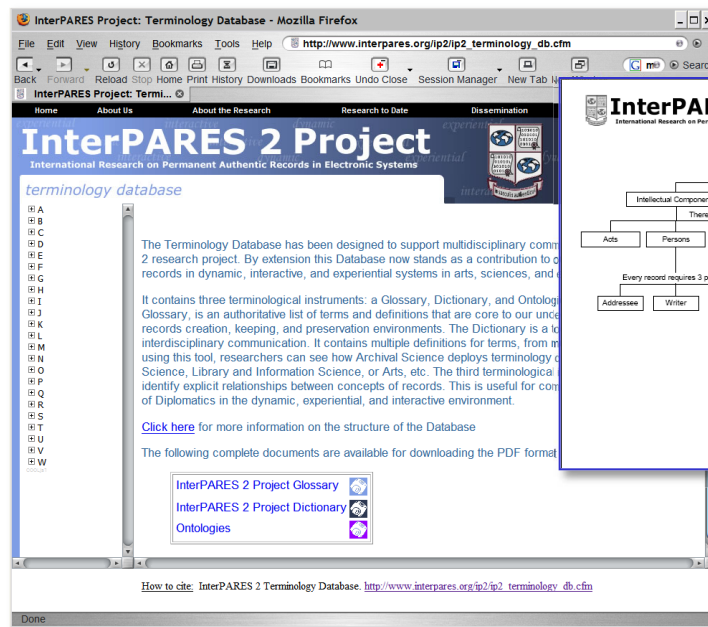 InterPARES Project: Terminology Database - Mozilla Firefox
File Edit View History Bookmarks Tools Help http://www.interpares.org/ip2/ip2_terminology_db.cfm
Back Forward Reload Stop Home Print History Downloads Bookmarks Undo Close Session Manager New Tab
InterPARES Project: Termi...
Home About Us About the Research Research to Date Dissemination
InterPARES 2 Project
International Research on Permanent Authentic Records in Electronic Systems
terminology database
A
B
C
D
E
F
G
H
I
J
K
L
M
N
O
P
Q
R
S
T
U
V
W
The Terminology Database has been designed to support multidisciplinary
2 research project. By extension this Database now stands as a contribution to
records in dynamic, interactive, and experiential systems in arts, sciences, and
It contains three terminological instruments: a Glossary, Dictionary, and
Glossary, is an authoritative list of terms and definitions that are core to our
records creation, keeping, and preservation environments. The Dictionary is a
interdisciplinary communication. It contains multiple definitions for terms, from
using this tool, researchers can see how Archival Science deploys terminology
Science, Library and Information Science, or Arts, etc. The third terminological
identify explicit relationships between concepts of records. This is useful for
of Diplomatics in the dynamic, experiential, and interactive environment.
Click here for more information on the structure of the Database
The following complete documents are available for downloading the PDF format
InterPARES 2 Project Glossary
InterPARES 2 Project Dictionary
Ontologies
How to cite: InterPARES 2 Terminology Database. http://www.interpares.org/ip2/ip2_terminology_db.cfm
Done
InterPA
International Research on Per
Intellectual Compone
There
Acts Persons
Every record requires 3 p
Addressee Writer